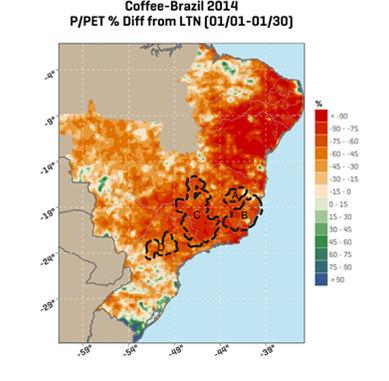 Coffee-Brazil 2014
P/PET % Diff from LTN (01/01-01/30)
-4°
-9°
-14°
-19°
-24°
-29°
-59°
-54°
-49°
-44°
-39°
A
B
C
D
%
< -90
-90 - -75
-75 - -60
-60 - -45
-45 - -30
-30 - -15
-15 - 0
0 - 15
15 - 30
30 - 45
45 - 60
60 - 75
75 - 90
> 90